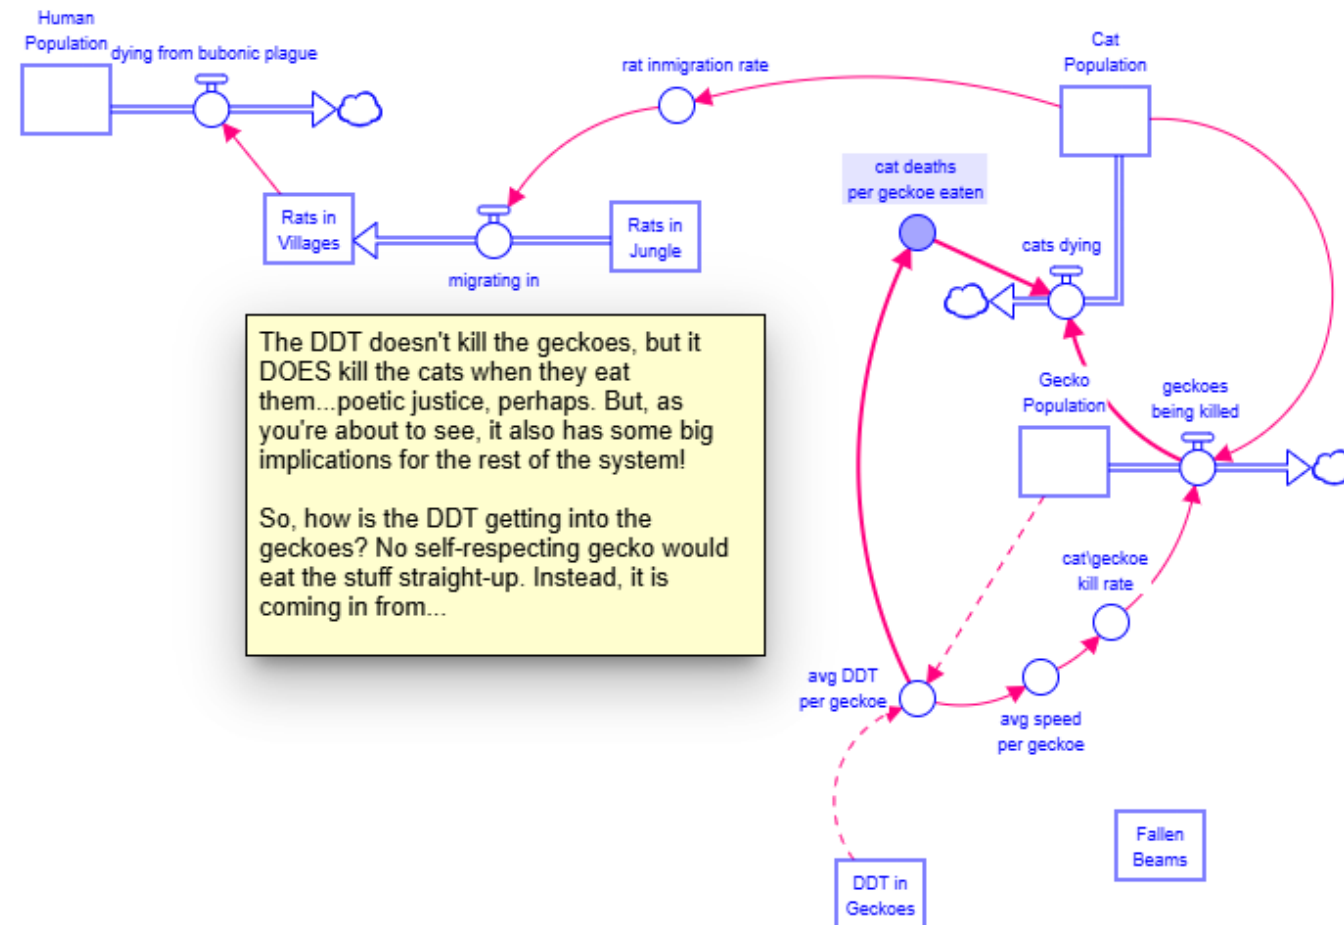 Human
Population
dying from bubonic plague
rat inmigration rate
Cat
Population
cat deaths
per geckoe eaten
Rats in
Villages
Rats in
Jungle
cats dying
migrating in
The DDT doesn't kill the geckoes, but it
DOES kill the cats when they eat
them...poetic justice, perhaps. But, as
you're about to see, it also has some big
implications for the rest of the system!
So, how is the DDT getting into the
geckoes? No self-respecting gecko would
eat the stuff straight-up. Instead, it is
coming in from...
Gecko
Population
geckoes
being killed
cat\geckoe
kill rate
avg DDT
per geckoe
avg speed
per geckoe
Fallen
Beams
DDT in
Geckoes